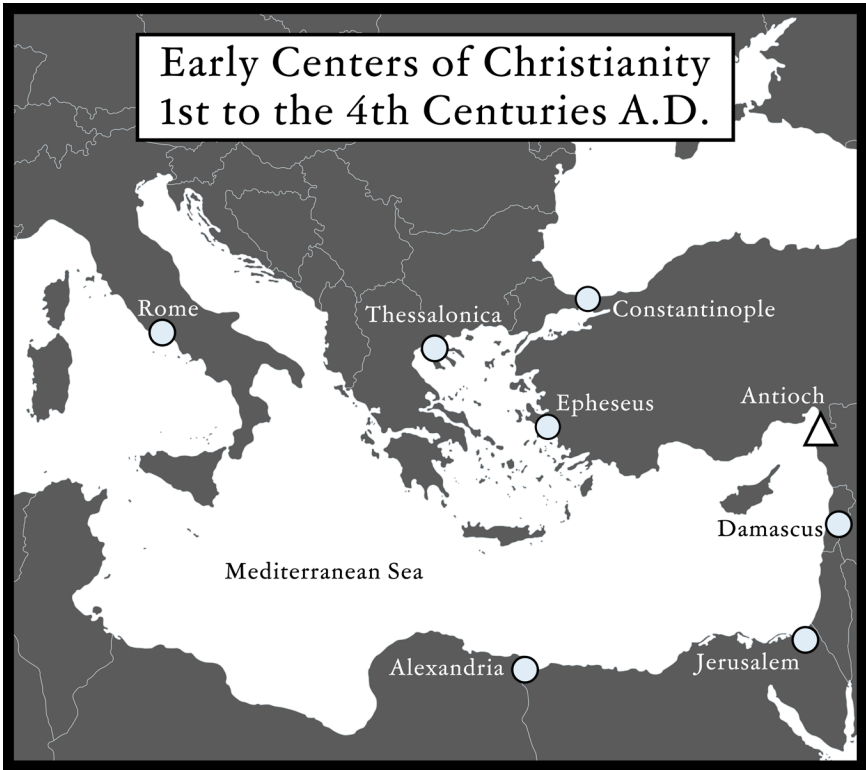 Early Centers of Christianity
1st to the 4th Centuries A.D.
Rome
Thessalonica
Constantinople
Antioch
Epheseus
Damascus
Mediterranean Sea
Jerusalem
Alexandria